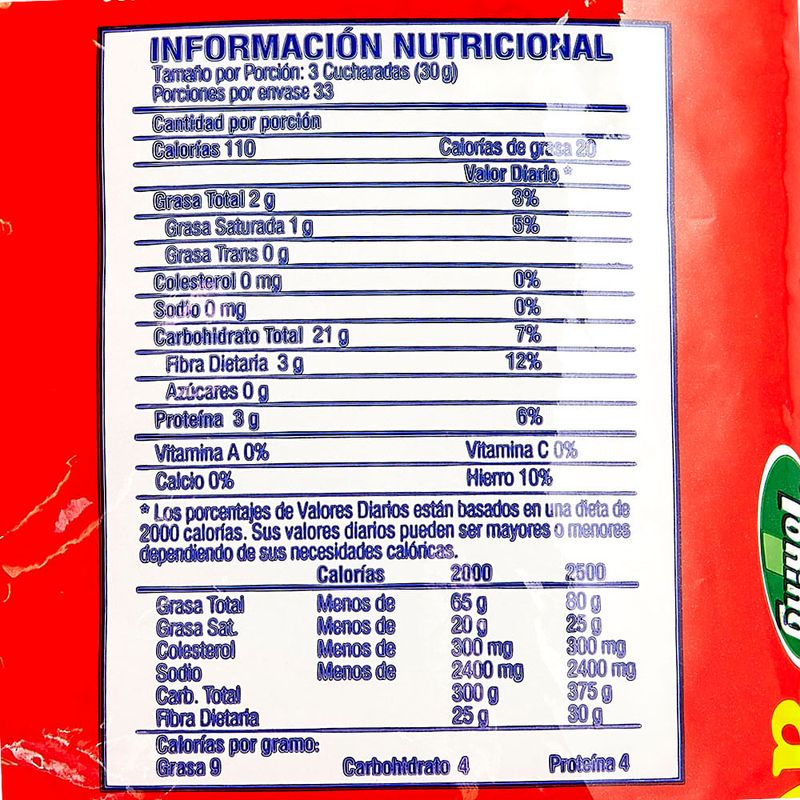 INFORMACIÓN NUTRICIONAL
Tamaño por Porción: 3 Cucharadas (30 g)
Porciones por envase 33
Cantidad por porción
Calorías 110 Calorías de grasa 20
Valor Diario *
Grasa Total 2 g 3%
Grasa Saturada 1 g 5%
Grasa Trans 0 g
Colesterol 0 mg 0%
Sodio 0 mg 0%
Carbohidrato Total 21 g 7%
Fibra Dietaria 3 g 12%
Azúcares 0 g
Proteína 3 g 6%
Vitamina A 0% Vitamina C 0%
Calcio 0% Hierro 10%
* Los porcentajes de Valores Diarios están basados en una dieta de
2000 calorías. Sus valores diarios pueden ser mayores o menores
dependiendo de sus necesidades calóricas.
Calorías 2000 2500
Grasa Total Menos de 65 g 80 g
Grasa Sat. Menos de 20 g 25 g
Colesterol Menos de 300 mg 300 mg
Sodio Menos de 2400 mg 2400 mg
Carb. Total 300 g 375 g
Fibra Dietaria 25 g 30 g
Calorías por gramo:
Grasa 9 Carbohidrato 4 Proteína 4